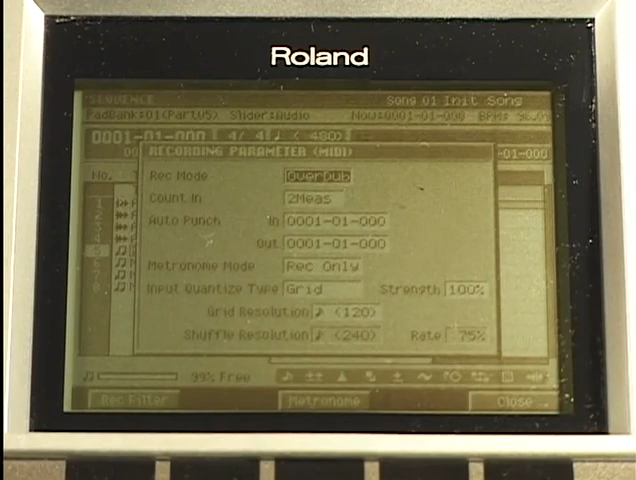 Roland
SEQUENCE Song 01 Init Song
PadBank:01(Part05) Slider:Audio Now:0001-01-000 BPM: 96.0
0001-01-000 4/ 4 ♩ ( 480)
RECORDING PARAMETER (MIDI)
-01-000
No.
Rec Mode OverDub
Count In 2Meas
Auto Punch In 0001-01-000
Out 0001-01-000
Metronome Mode Rec Only
Input Quantize Type Grid Strength 100%
Grid Resolution ♪ (120)
Shuffle Resolution ♪ (240) Rate 75%
99% Free
Rec Filter Metronome Close